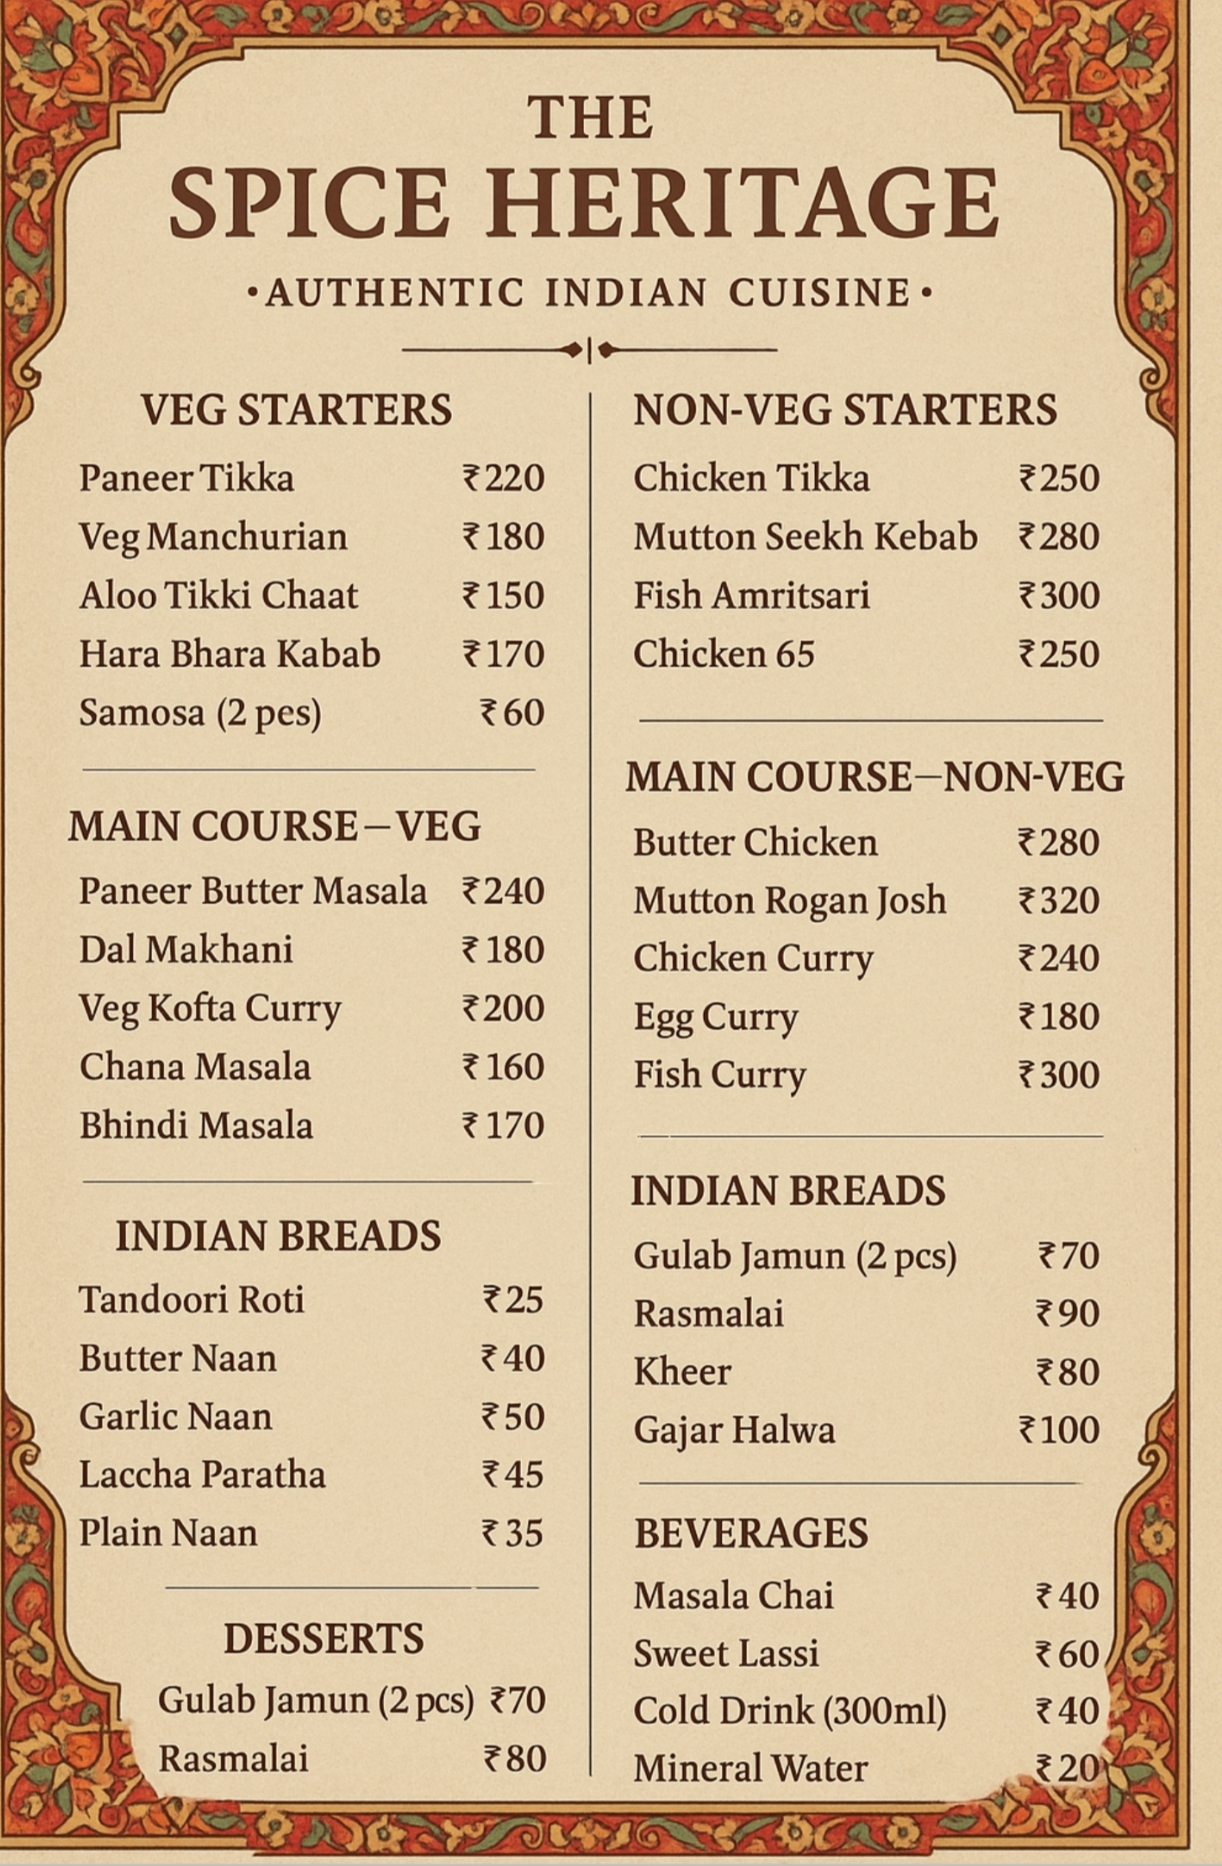 THE
SPICE HERITAGE
•AUTHENTIC INDIAN CUISINE•
VEG STARTERS
Paneer Tikka ₹220
Veg Manchurian ₹180
Aloo Tikki Chaat ₹150
Hara Bhara Kabab ₹170
Samosa (2 pes) ₹60
MAIN COURSE–VEG
Paneer Butter Masala ₹240
Dal Makhani ₹180
Veg Kofta Curry ₹200
Chana Masala ₹160
Bhindi Masala ₹170
INDIAN BREADS
Tandoori Roti ₹25
Butter Naan ₹40
Garlic Naan ₹50
Laccha Paratha ₹45
Plain Naan ₹35
DESSERTS
Gulab Jamun (2 pcs) ₹70
Rasmalai ₹80
NON-VEG STARTERS
Chicken Tikka ₹250
Mutton Seekh Kebab ₹280
Fish Amritsari ₹300
Chicken 65 ₹250
MAIN COURSE–NON-VEG
Butter Chicken ₹280
Mutton Rogan Josh ₹320
Chicken Curry ₹240
Egg Curry ₹180
Fish Curry ₹300
INDIAN BREADS
Gulab Jamun (2 pcs) ₹70
Rasmalai ₹90
Kheer ₹80
Gajar Halwa ₹100
BEVERAGES
Masala Chai ₹40
Sweet Lassi ₹60
Cold Drink (300ml) ₹40
Mineral Water ₹20